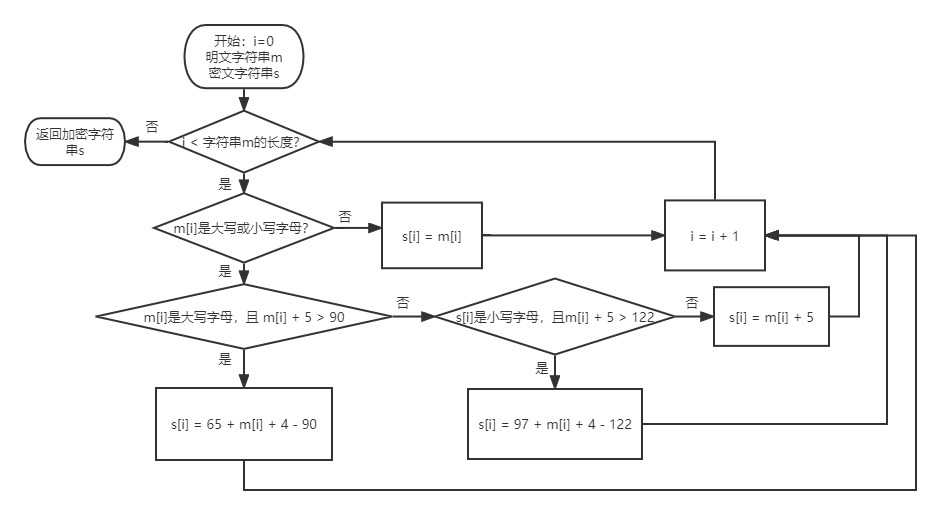 开始：i=0
明文字符串m
密文字符串s
否
i < 字符串m的长度?
返回加密字符
串s
是
m[i]是大写或小写字母?
否
s[i] = m[i]
i = i + 1
是
m[i]是大写字母，且 m[i] + 5 > 90
否
s[i]是小写字母，且m[i] + 5 > 122
否
s[i] = m[i] + 5
是
是
s[i] = 65 + m[i] + 4 - 90
s[i] = 97 + m[i] + 4 - 122